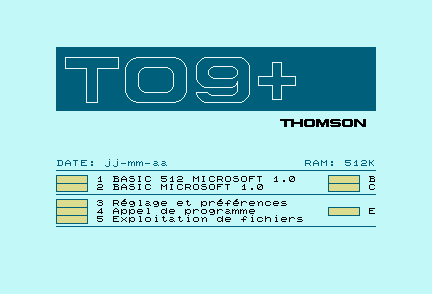 TO9+
THOMSON
DATE: jj-mm-aa RAM: 512K
1 BASIC 512 MICROSOFT 1.0 B
2 BASIC MICROSOFT 1.0 C
3 Réglage et préférences
4 Appel de programme E
5 Exploitation de fichiers